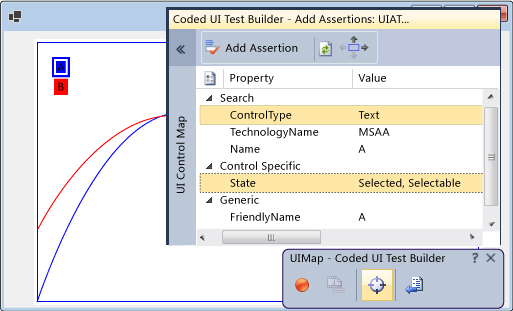 Coded UI Test Builder - Add Assertions: UIAT...
A
B
Add Assertion
UI Control Map
Property Value
Search
ControlType Text
TechnologyName MSAA
Name A
Control Specific
State Selected, Selectable
Generic
FriendlyName A
UIMap - Coded UI Test Builder ?